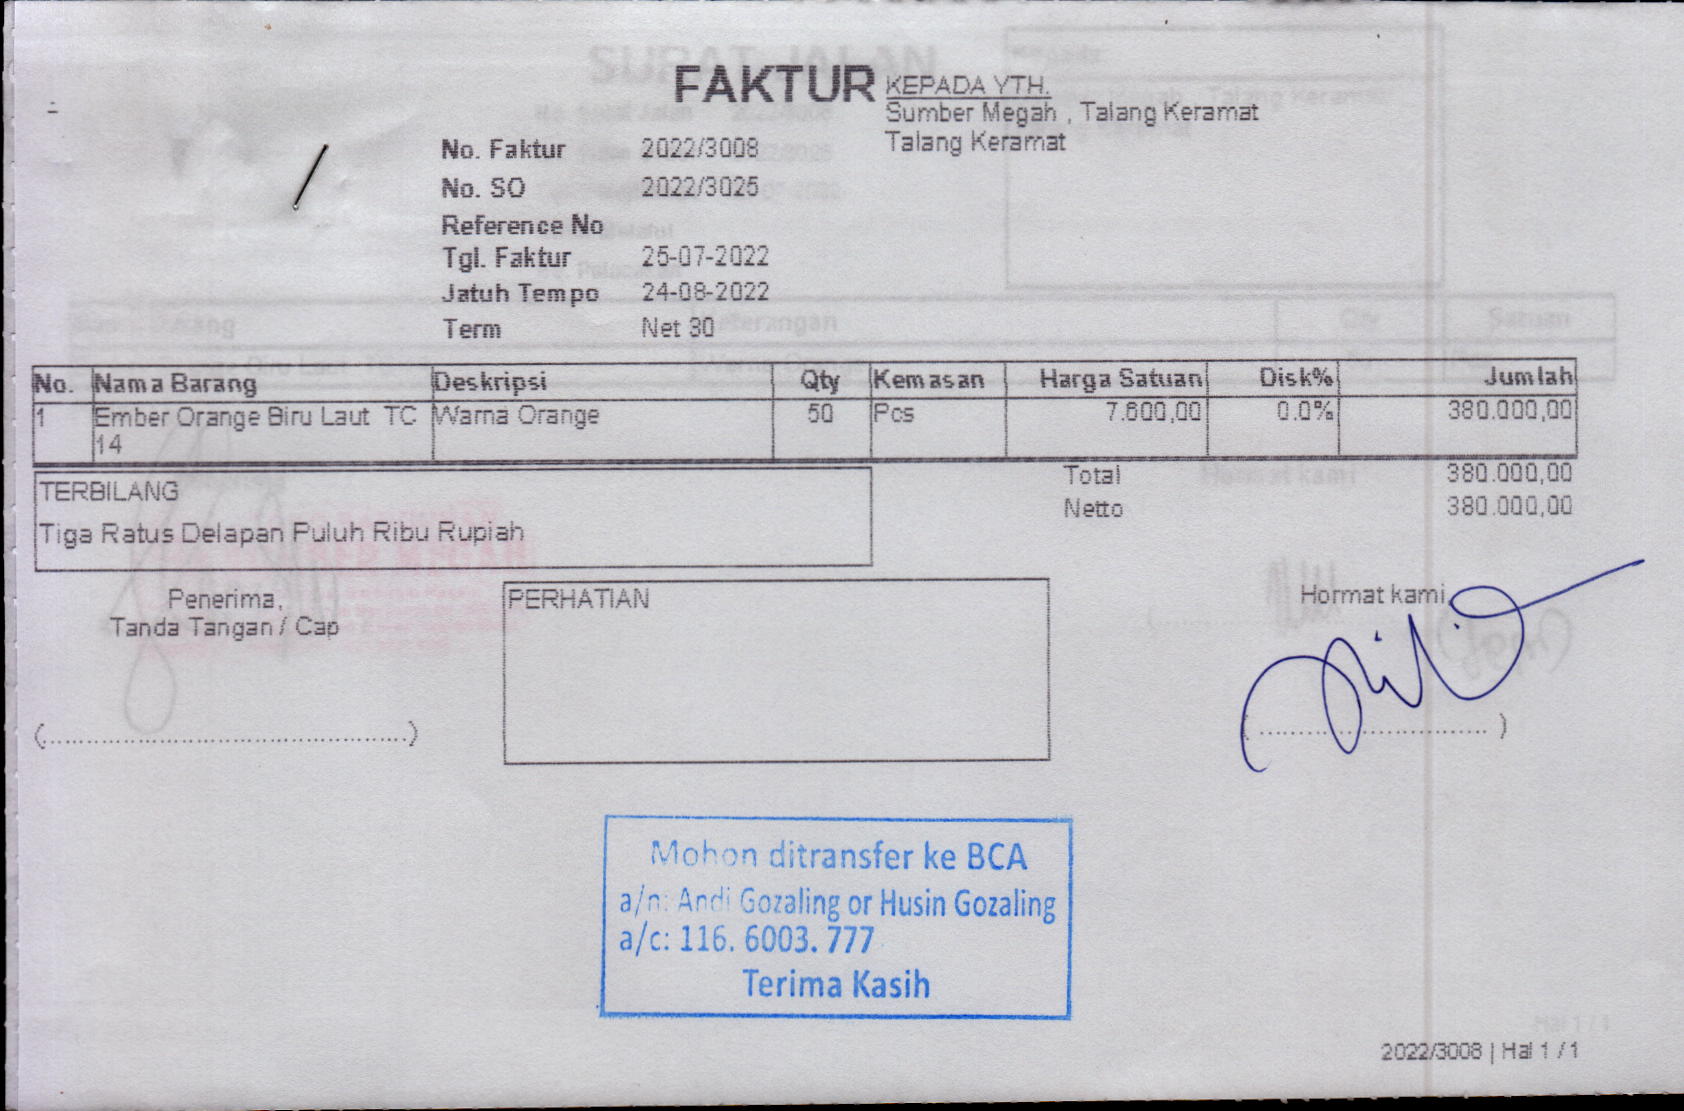 FAKTUR
KEPADA YTH.
Sumber Megah , Talang Keramat
Talang Keramat
No. Faktur 2022/3008
No. SO 2022/3025
Reference No
Tgl. Faktur 25-07-2022
Jatuh Tempo 24-08-2022
Term Net 30
No. Nama Barang Deskripsi Qty Kemasan Harga Satuan Disk% Jumlah
1 Ember Orange Biru Laut TC Warna Orange 50 Pcs 7.600,00 0.0% 380.000,00
14
Total 380.000,00
Netto 380.000,00
TERBILANG
Tiga Ratus Delapan Puluh Ribu Rupiah
Penerima,
Tanda Tangan / Cap
(....................................................)
PERHATIAN
Hormat kami,
(................................. )
Mohon ditransfer ke BCA
a/n: Andi Gozaling or Husin Gozaling
a/c: 116. 6003. 777
Terima Kasih
2022/3008 | Hal 1 / 1